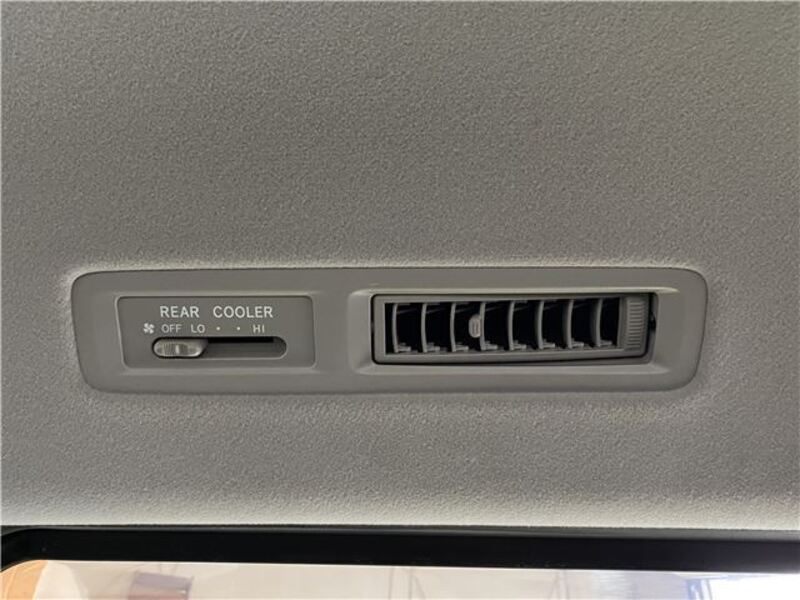 REAR COOLER
OFF LO • • HI